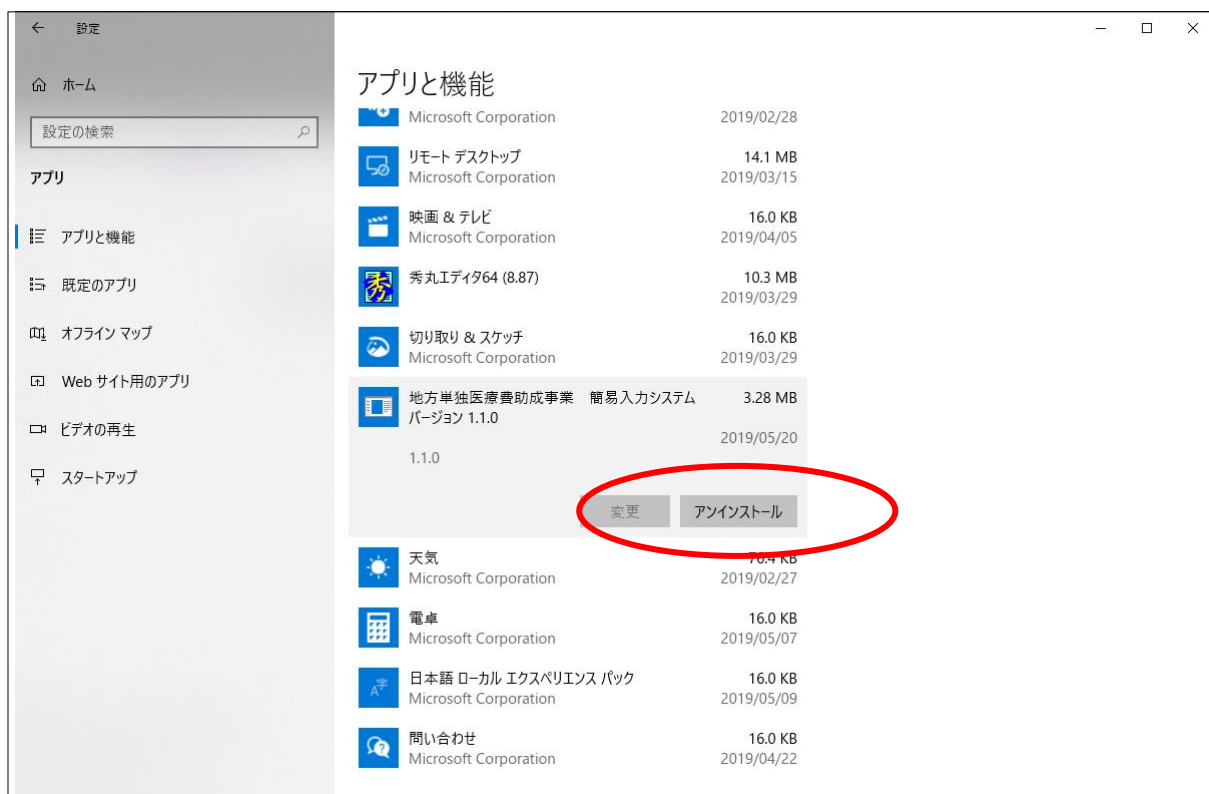 設定
ホーム
設定の検索
アプリ
アプリと機能
既定のアプリ
オフライン マップ
Web サイト用のアプリ
ビデオの再生
スタートアップ
アプリと機能
Microsoft Corporation 2019/02/28
リモート デスクトップ 14.1 MB
Microsoft Corporation 2019/03/15
映画 & テレビ 16.0 KB
Microsoft Corporation 2019/04/05
秀丸エディタ64 (8.87) 10.3 MB
2019/03/29
切り取り & スケッチ 16.0 KB
Microsoft Corporation 2019/03/29
地方単独医療費助成事業　簡易入力システム 3.28 MB
バージョン 1.1.0
2019/05/20
1.1.0
変更 アンインストール
天気 76.4 KB
Microsoft Corporation 2019/02/27
電卓 16.0 KB
Microsoft Corporation 2019/05/07
日本語 ローカル エクスペリエンス パック 16.0 KB
Microsoft Corporation 2019/05/09
問い合わせ 16.0 KB
Microsoft Corporation 2019/04/22